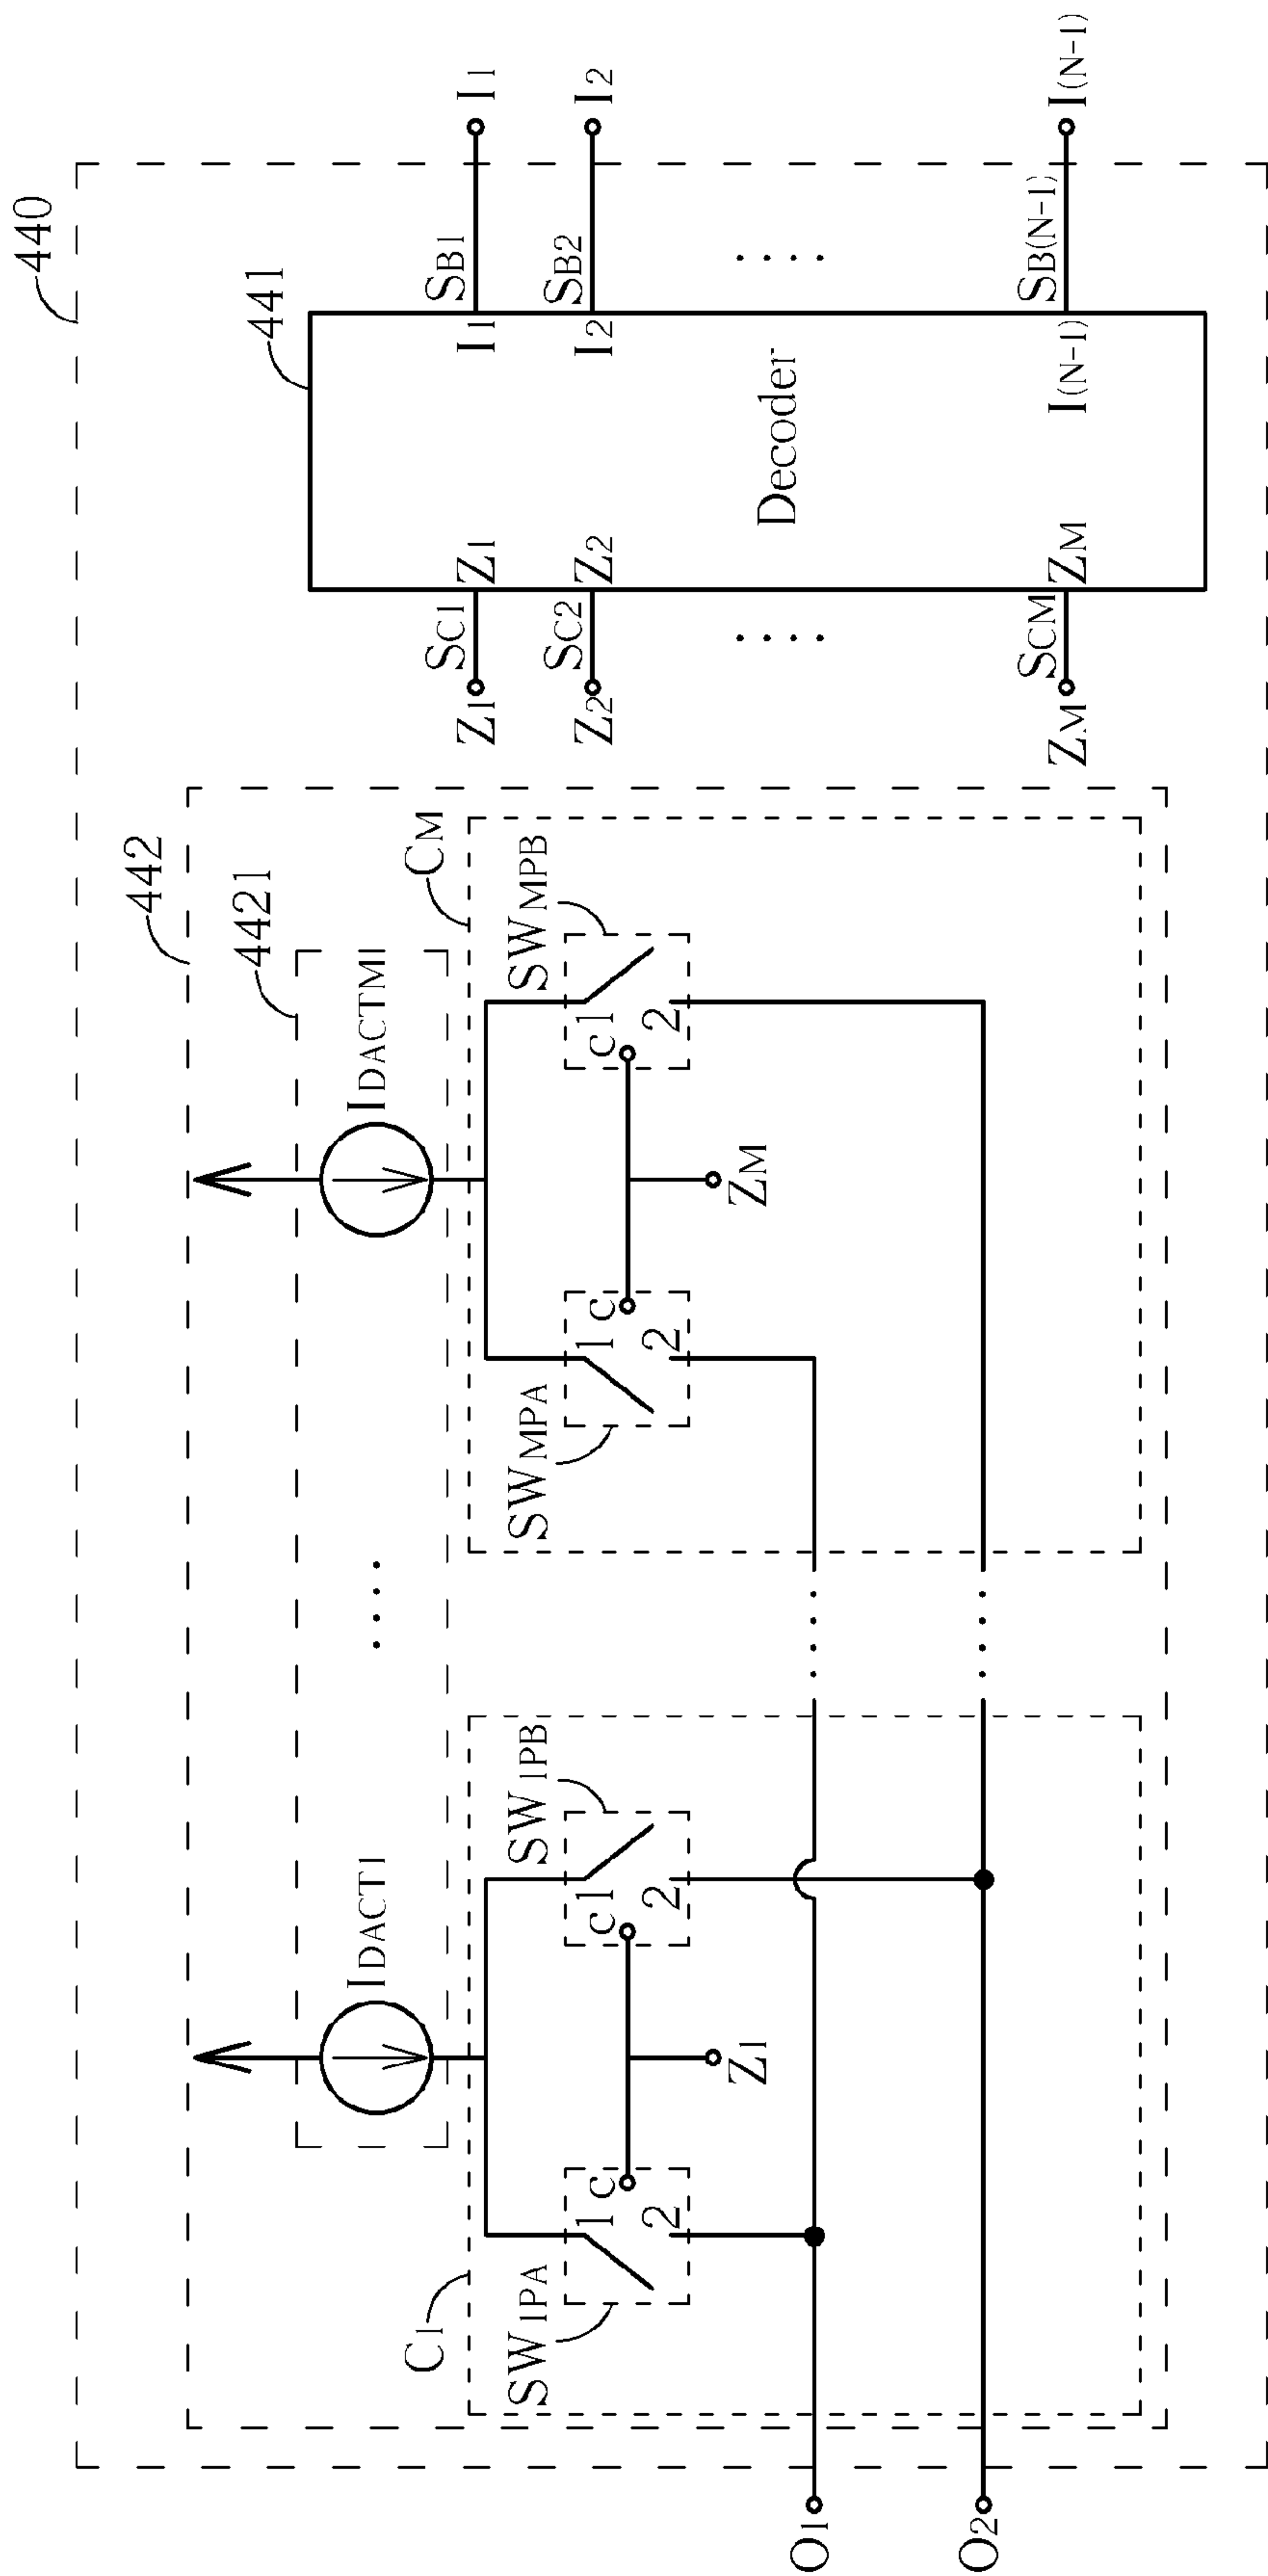 440
442
4421
441
IDACT1
....
IDACTM1
C1
SW1PA
SW1PB
1
c
2
c
1
2
Z1
....
....
CM
SWMPA
SWMPB
1
c
2
c
1
2
ZM
O1
O2
Z1
SC1
Z1
I1
SB1
I1
Z2
SC2
Z2
I2
SB2
I2
....
Decoder
....
ZM
SCM
ZM
I(N-1)
SB(N-1)
I(N-1)